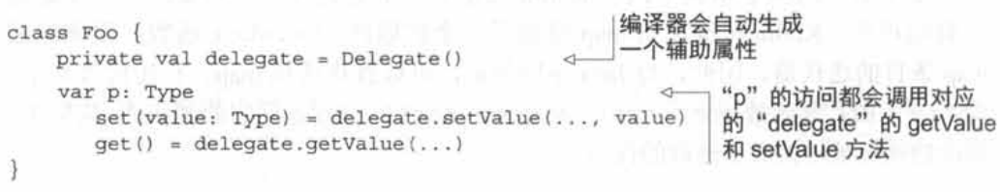 class Foo {
private val delegate = Delegate()
编译器会自动生成
一个辅助属性
var p: Type
set(value: Type) = delegate.setValue(..., value)
get() = delegate.getValue(...)
“p” 的访问都会调用对应
的 “delegate” 的 getValue
和 setValue 方法
}